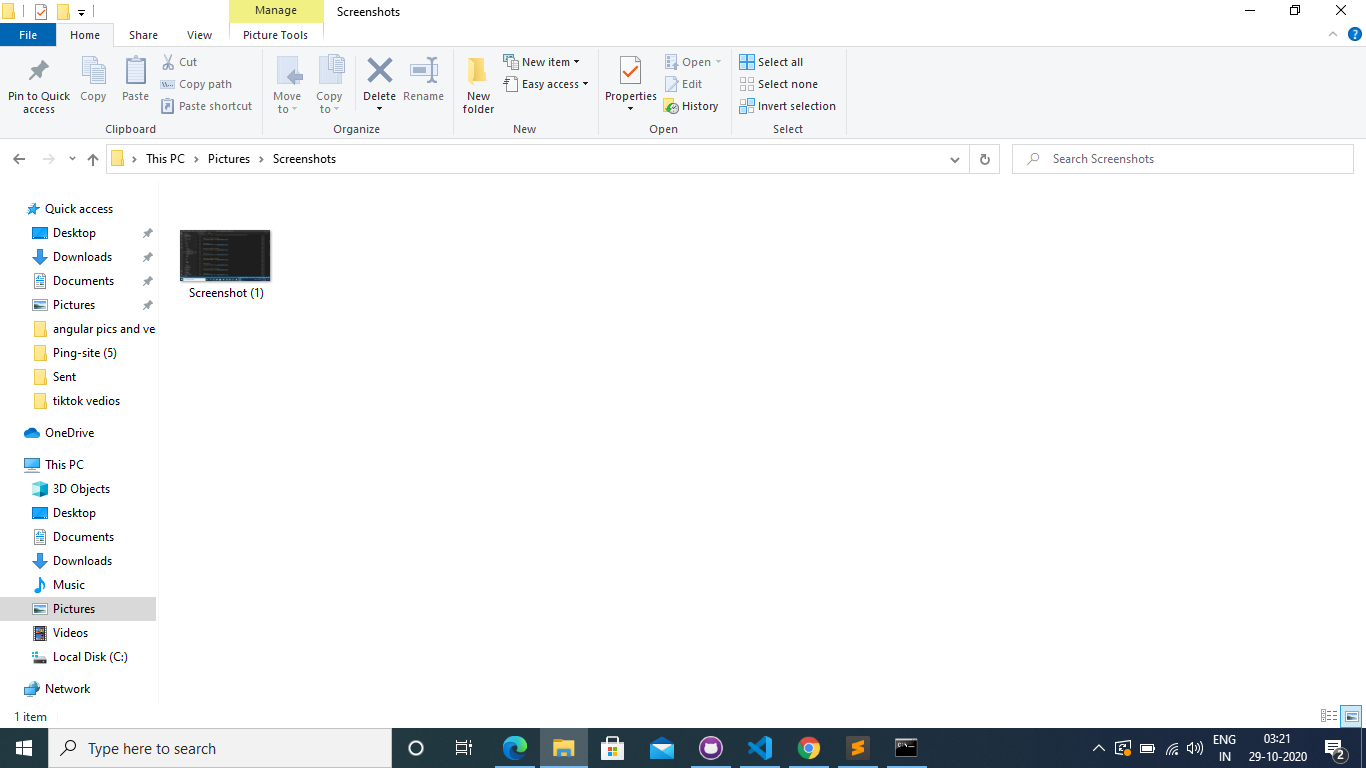 Manage
Screenshots
File
Home
Share
View
Picture Tools
Pin to Quick access
Copy
Paste
Cut
Copy path
Paste shortcut
Clipboard
Move to
Copy to
Delete
Rename
Organize
New folder
New item
Easy access
New
Properties
Open
Edit
History
Open
Select all
Select none
Invert selection
Select
This PC
Pictures
Screenshots
Search Screenshots
Quick access
Desktop
Downloads
Documents
Pictures
angular pics and ve
Ping-site (5)
Sent
tiktok vedios
OneDrive
This PC
3D Objects
Desktop
Documents
Downloads
Music
Pictures
Videos
Local Disk (C:)
Network
Screenshot (1)
1 item
Type here to search
ENG
IN
03:21
29-10-2020
2